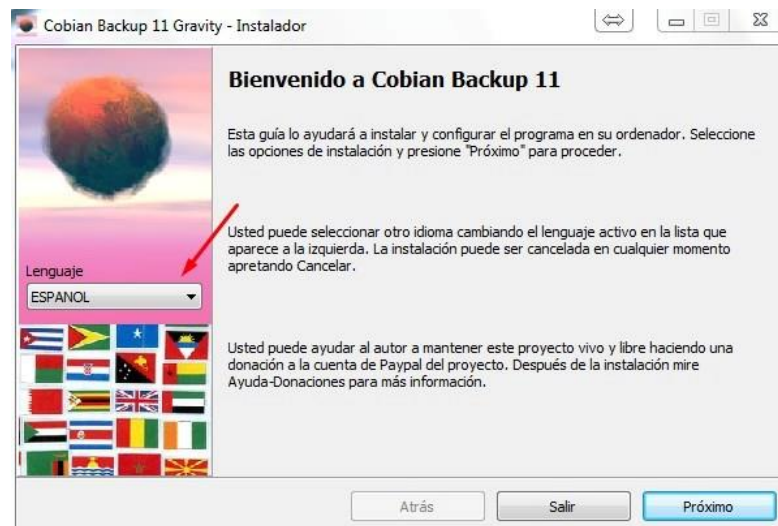 Cobian Backup 11 Gravity - Instalador
Bienvenido a Cobian Backup 11
Esta guía lo ayudará a instalar y configurar el programa en su ordenador. Seleccione
las opciones de instalación y presione "Próximo" para proceder.
Usted puede seleccionar otro idioma cambiando el lenguaje activo en la lista que
aparece a la izquierda. La instalación puede ser cancelada en cualquier momento
apretando Cancelar.
Lenguaje
ESPANOL
Usted puede ayudar al autor a mantener este proyecto vivo y libre haciendo una
donación a la cuenta de Paypal del proyecto. Después de la instalación mire
Ayuda-Donaciones para más información.
Atrás
Salir
Próximo